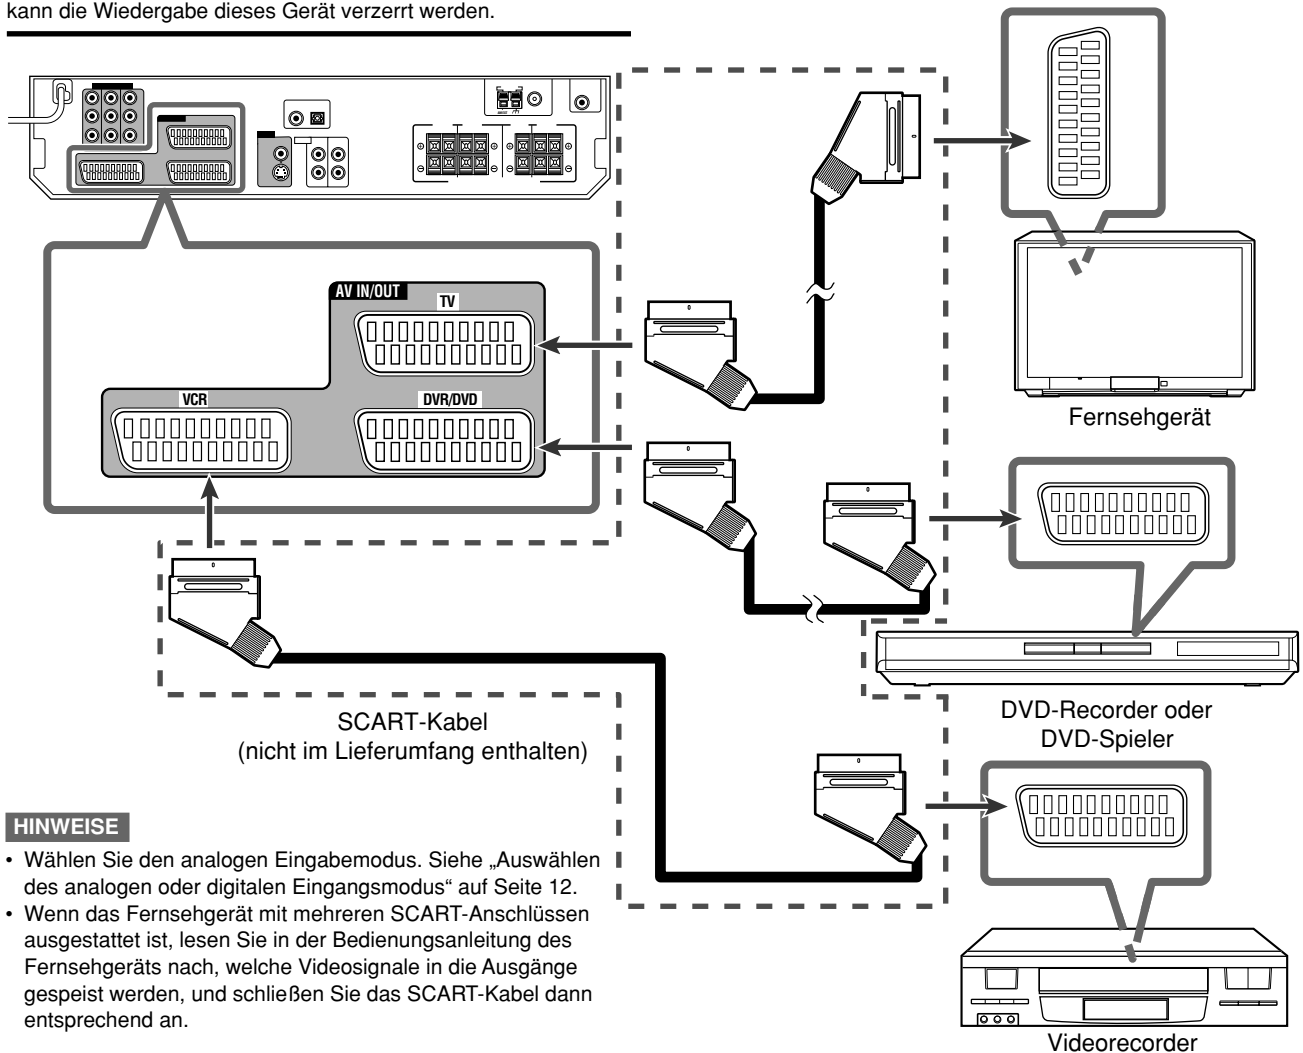 kann die Wiedergabe dieses Gerät verzerrt werden.
AV IN/OUT
TV
VCR
DVR/DVD
Fernsehgerät
DVD-Recorder oder
DVD-Spieler
SCART-Kabel
(nicht im Lieferumfang enthalten)
HINWEISE
• Wählen Sie den analogen Eingabemodus. Siehe „Auswählen
des analogen oder digitalen Eingangsmodus“ auf Seite 12.
• Wenn das Fernsehgerät mit mehreren SCART-Anschlüssen
ausgestattet ist, lesen Sie in der Bedienungsanleitung des
Fernsehgeräts nach, welche Videosignale in die Ausgänge
gespeist werden, und schließen Sie das SCART-Kabel dann
entsprechend an.
Videorecorder